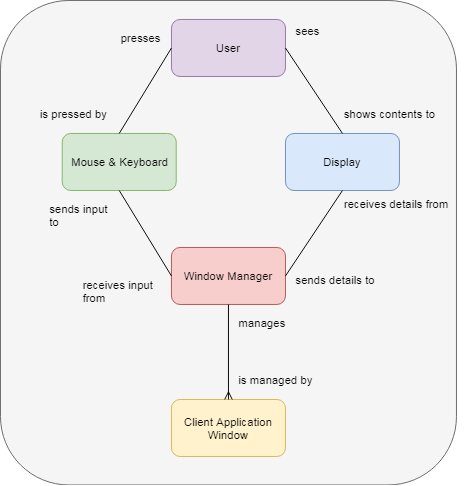 presses
User
sees
is pressed by
shows contents to
Mouse & Keyboard
Display
sends input
to
receives details from
receives input
from
Window Manager
sends details to
manages
is managed by
Client Application
Window